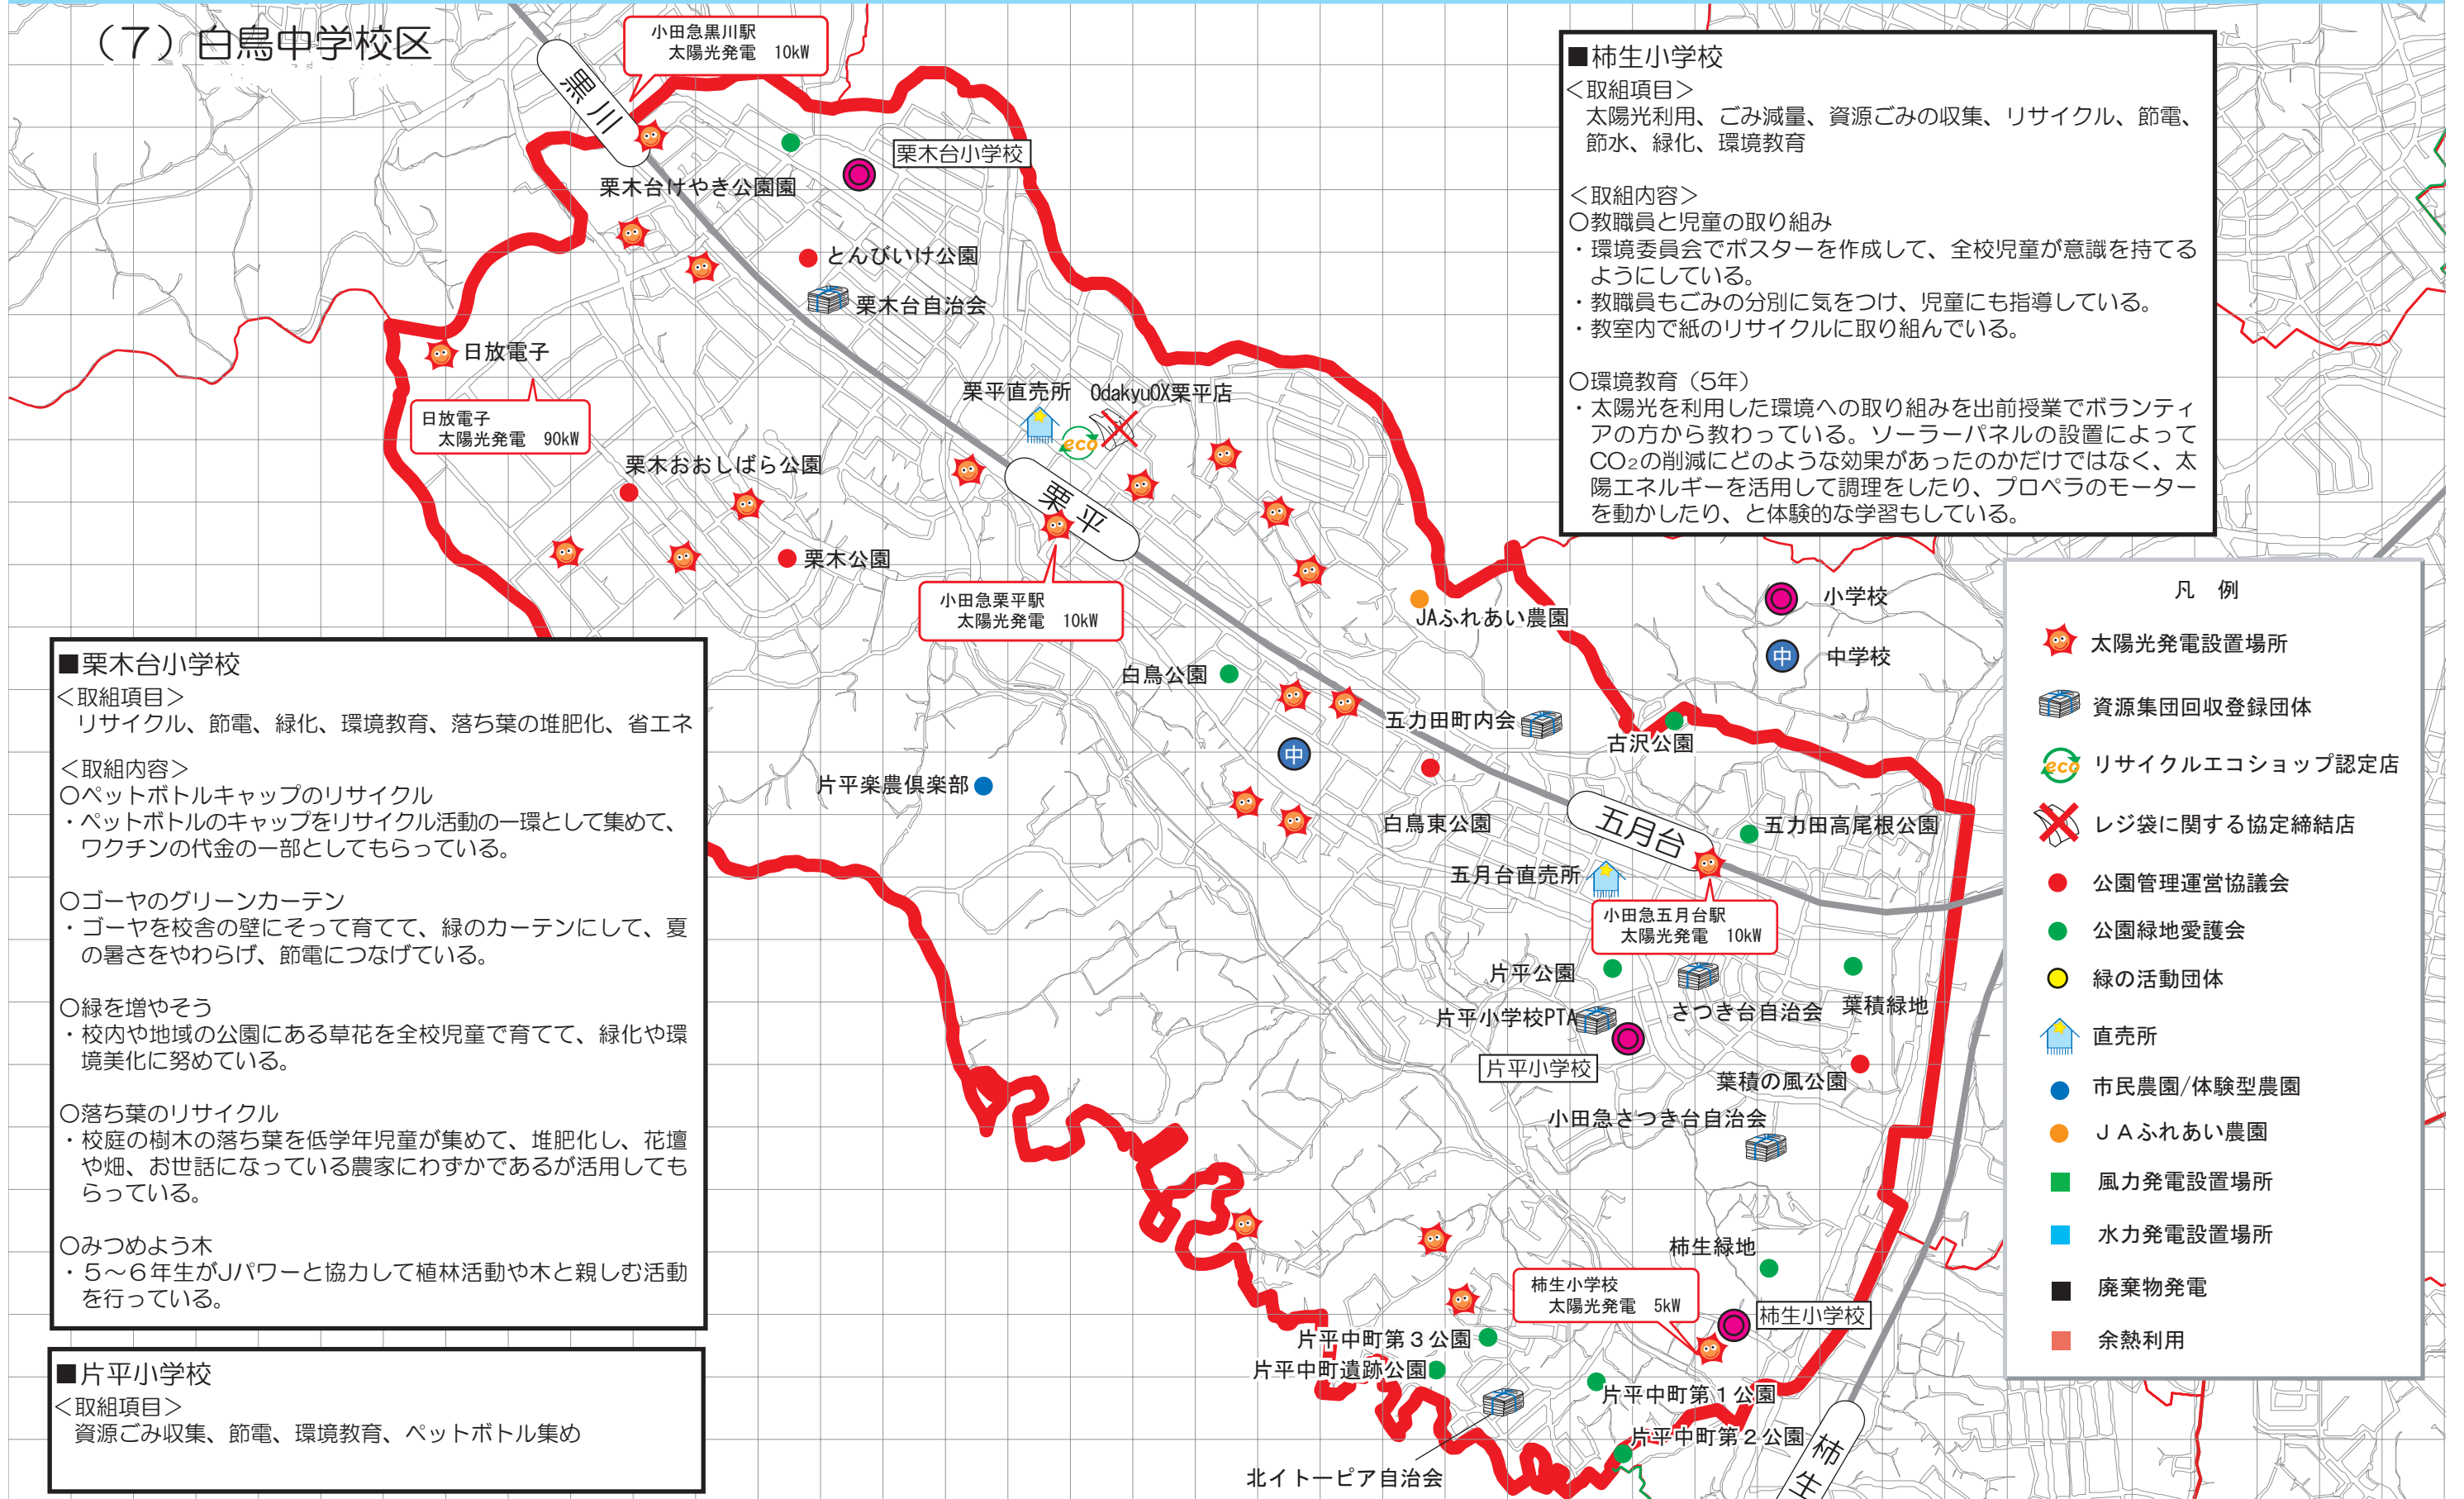 （7）白鳥中学校区
小田急黒川駅
太陽光発電　10kW
黒川
栗木台小学校
栗木台けやき公園園
とんびいけ公園
栗木台自治会
日放電子
日放電子
太陽光発電　90kW
栗平直売所
OdakyuOX栗平店
eco
栗木おおしばら公園
栗平
栗木公園
小田急栗平駅
太陽光発電　10kW
JAふれあい農園
白鳥公園
五力田町内会
古沢公園
中
片平楽農倶楽部
白鳥東公園
五月台
五力田高尾根公園
五月台直売所
小田急五月台駅
太陽光発電　10kW
片平公園
さつき台自治会
葉積緑地
片平小学校PTA
片平小学校
葉積の風公園
小田急さつき台自治会
柿生緑地
柿生小学校
太陽光発電　5kW
柿生小学校
片平中町第３公園
片平中町遺跡公園
片平中町第１公園
片平中町第２公園
北イトーピア自治会
柿生
■柿生小学校
＜取組項目＞
太陽光利用、ごみ減量、資源ごみの収集、リサイクル、節電、
節水、緑化、環境教育
＜取組内容＞
○教職員と児童の取り組み
・環境委員会でポスターを作成して、全校児童が意識を持てる
ようにしている。
・教職員もごみの分別に気をつけ、児童にも指導している。
・教室内で紙のリサイクルに取り組んでいる。
○環境教育（5年）
・太陽光を利用した環境への取り組みを出前授業でボランティ
アの方から教わっている。ソーラーパネルの設置によって
CO₂の削減にどのような効果があったのかだけではなく、太
陽エネルギーを活用して調理をしたり、プロペラのモーター
を動かしたり、と体験的な学習もしている。
■栗木台小学校
＜取組項目＞
リサイクル、節電、緑化、環境教育、落ち葉の堆肥化、省エネ
＜取組内容＞
○ペットボトルキャップのリサイクル
・ペットボトルのキャップをリサイクル活動の一環として集めて、
ワクチンの代金の一部としてもらっている。
○ゴーヤのグリーンカーテン
・ゴーヤを校舎の壁にそって育てて、緑のカーテンにして、夏
の暑さをやわらげ、節電につなげている。
○緑を増やそう
・校内や地域の公園にある草花を全校児童で育てて、緑化や環
境美化に努めている。
○落ち葉のリサイクル
・校庭の樹木の落ち葉を低学年児童が集めて、堆肥化し、花壇
や畑、お世話になっている農家にわずかであるが活用しても
らっている。
○みつめよう木
・５～６年生がJパワーと協力して植林活動や木と親しむ活動
を行っている。
■片平小学校
＜取組項目＞
資源ごみ収集、節電、環境教育、ペットボトル集め
小学校
中 中学校
凡　例
太陽光発電設置場所
資源集団回収登録団体
eco リサイクルエコショップ認定店
レジ袋に関する協定締結店
公園管理運営協議会
公園緑地愛護会
緑の活動団体
直売所
市民農園/体験型農園
ＪＡふれあい農園
風力発電設置場所
水力発電設置場所
廃棄物発電
余熱利用